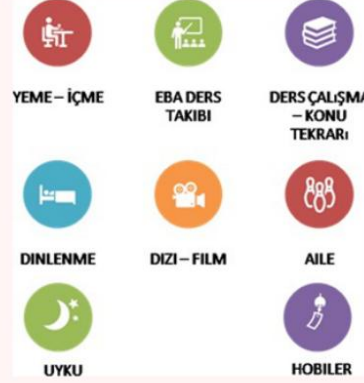 YEME – İÇME
EBA DERS
TAKIBI
DERS ÇALIŞMA
– KONU
TEKRARı
DINLENME
DIZI – FILM
AILE
UYKU
HOBILER